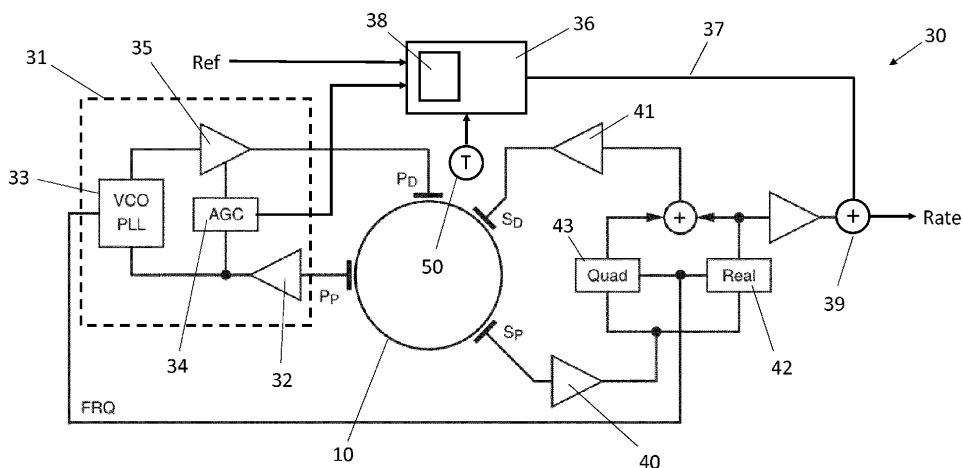 38
36
37
30
31
35
Ref
41
33
T
P_D
VCO
PLL
AGC
S_D
43
+
+
Rate
50
Quad
Real
39
P_P
S_P
34
32
42
FRQ
10
40